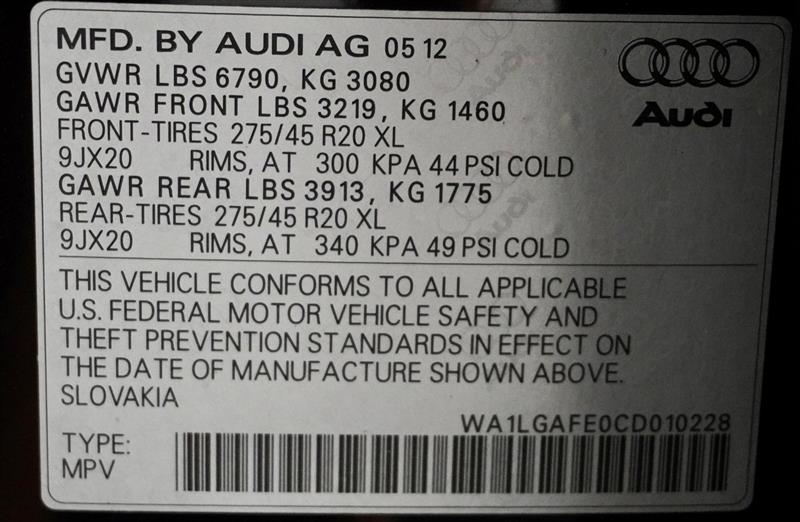 MFD. BY AUDI AG 05 12
GVWR LBS 6790, KG 3080
GAWR FRONT LBS 3219, KG 1460
FRONT-TIRES 275/45 R20 XL
9JX20 RIMS, AT 300 KPA 44 PSI COLD
GAWR REAR LBS 3913, KG 1775
REAR-TIRES 275/45 R20 XL
9JX20 RIMS, AT 340 KPA 49 PSI COLD
Audi
THIS VEHICLE CONFORMS TO ALL APPLICABLE
U.S. FEDERAL MOTOR VEHICLE SAFETY AND
THEFT PREVENTION STANDARDS IN EFFECT ON
THE DATE OF MANUFACTURE SHOWN ABOVE.
SLOVAKIA
WA1LGAFE0CD010228
TYPE:
MPV